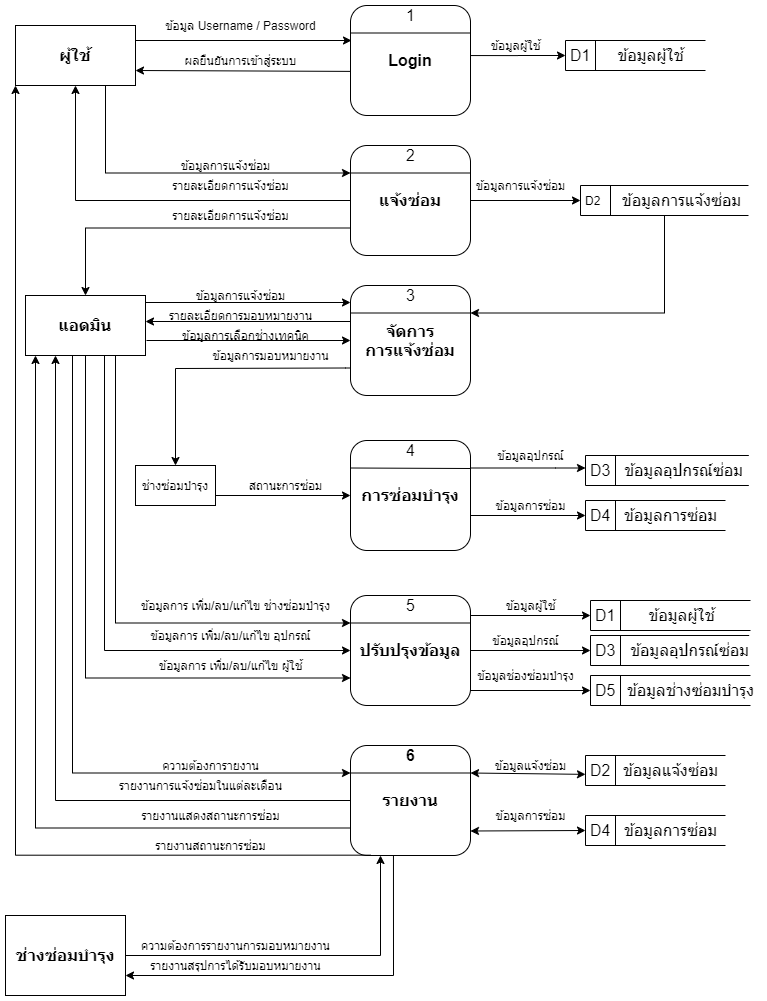 ข้อมูล Username / Password
1
ผู้ใช้
ผลยืนยันการเข้าสู่ระบบ
Login
ข้อมูลผู้ใช้
D1
ข้อมูลผู้ใช้
ข้อมูลการแจ้งซ่อม
2
รายละเอียดการแจ้งซ่อม
แจ้งซ่อม
ข้อมูลการแจ้งซ่อม
D2
ข้อมูลการแจ้งซ่อม
รายละเอียดการแจ้งซ่อม
แอดมิน
ข้อมูลการแจ้งซ่อม
3
รายละเอียดการมอบหมายงาน
ข้อมูลการเลือกช่างเทคนิค
จัดการ
การแจ้งซ่อม
ข้อมูลการมอบหมายงาน
ช่างซ่อมบำรุง
สถานะการซ่อม
4
การซ่อมบำรุง
ข้อมูลอุปกรณ์
D3
ข้อมูลอุปกรณ์ซ่อม
ข้อมูลการซ่อม
D4
ข้อมูลการซ่อม
ข้อมูลการ เพิ่ม/ลบ/แก้ไข ช่างซ่อมบำรุง
5
ข้อมูลผู้ใช้
D1
ข้อมูลผู้ใช้
ข้อมูลการ เพิ่ม/ลบ/แก้ไข อุปกรณ์
ปรับปรุงข้อมูล
ข้อมูลอุปกรณ์
D3
ข้อมูลอุปกรณ์ซ่อม
ข้อมูลการ เพิ่ม/ลบ/แก้ไข ผู้ใช้
ข้อมูลช่องซ่อมบำรุง
D5
ข้อมูลช่างซ่อมบำรุง
ความต้องการายงาน
6
ข้อมูลแจ้งซ่อม
D2
ข้อมูลแจ้งซ่อม
รายงานการแจ้งซ่อมในแต่ละเดือน
รายงาน
รายงานแสดงสถานะการซ่อม
ข้อมูลการซ่อม
D4
ข้อมูลการซ่อม
รายงานสถานะการซ่อม
ช่างซ่อมบำรุง
ความต้องการรายงานการมอบหมายงาน
รายงานสรุปการได้รับมอบหมายงาน